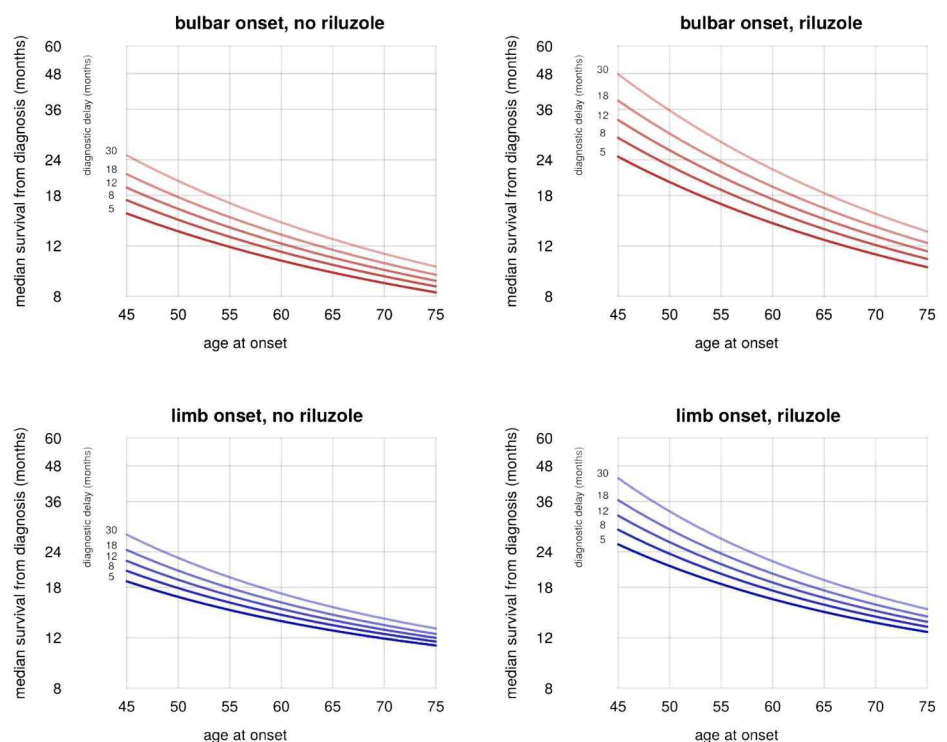 bulbar onset, no riluzole
median survival from diagnosis (months)
60
48
36
24
18
12
8
diagnostic delay (months)
30
18
12
8
5
45 50 55 60 65 70 75
age at onset
bulbar onset, riluzole
median survival from diagnosis (months)
60
48
36
24
18
12
8
diagnostic delay (months)
30
18
12
8
5
45 50 55 60 65 70 75
age at onset
limb onset, no riluzole
median survival from diagnosis (months)
60
48
36
24
18
12
8
diagnostic delay (months)
30
18
12
8
5
45 50 55 60 65 70 75
age at onset
limb onset, riluzole
median survival from diagnosis (months)
60
48
36
24
18
12
8
diagnostic delay (months)
30
18
12
8
5
45 50 55 60 65 70 75
age at onset